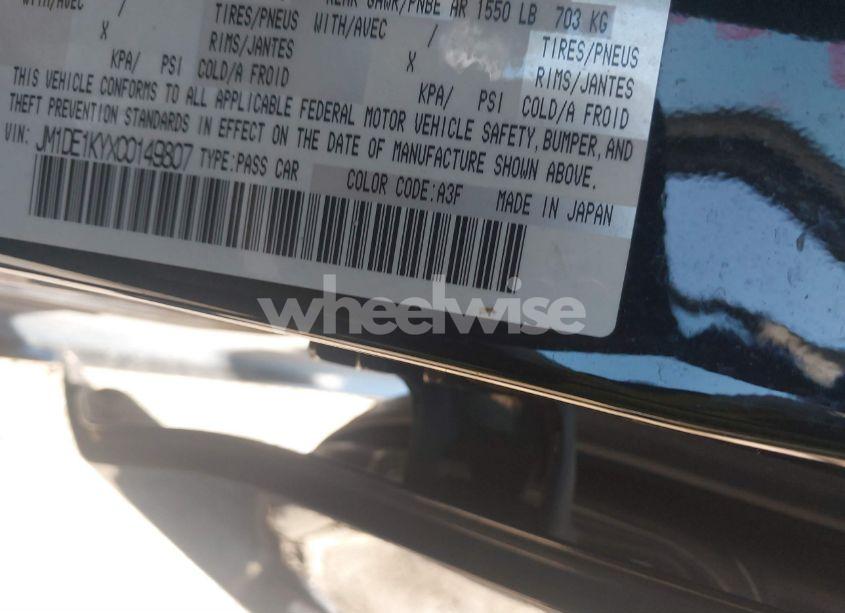 WITH/AVEC
X
KPA/ PSI
TIRES/PNEUS
RIMS/JANTES
COLD/A FROID
REAR GAWR/PNBE AR 1550 LB 703 KG
WITH/AVEC /
X
KPA/ PSI
TIRES/PNEUS
RIMS/JANTES
COLD/A FROID
THIS VEHICLE CONFORMS TO ALL APPLICABLE FEDERAL MOTOR VEHICLE SAFETY, BUMPER, AND
THEFT PREVENTION STANDARDS IN EFFECT ON THE DATE OF MANUFACTURE SHOWN ABOVE.
VIN: JM1DE1KYXC0149807 TYPE:PASS CAR COLOR CODE:A3F MADE IN JAPAN
wheelwise